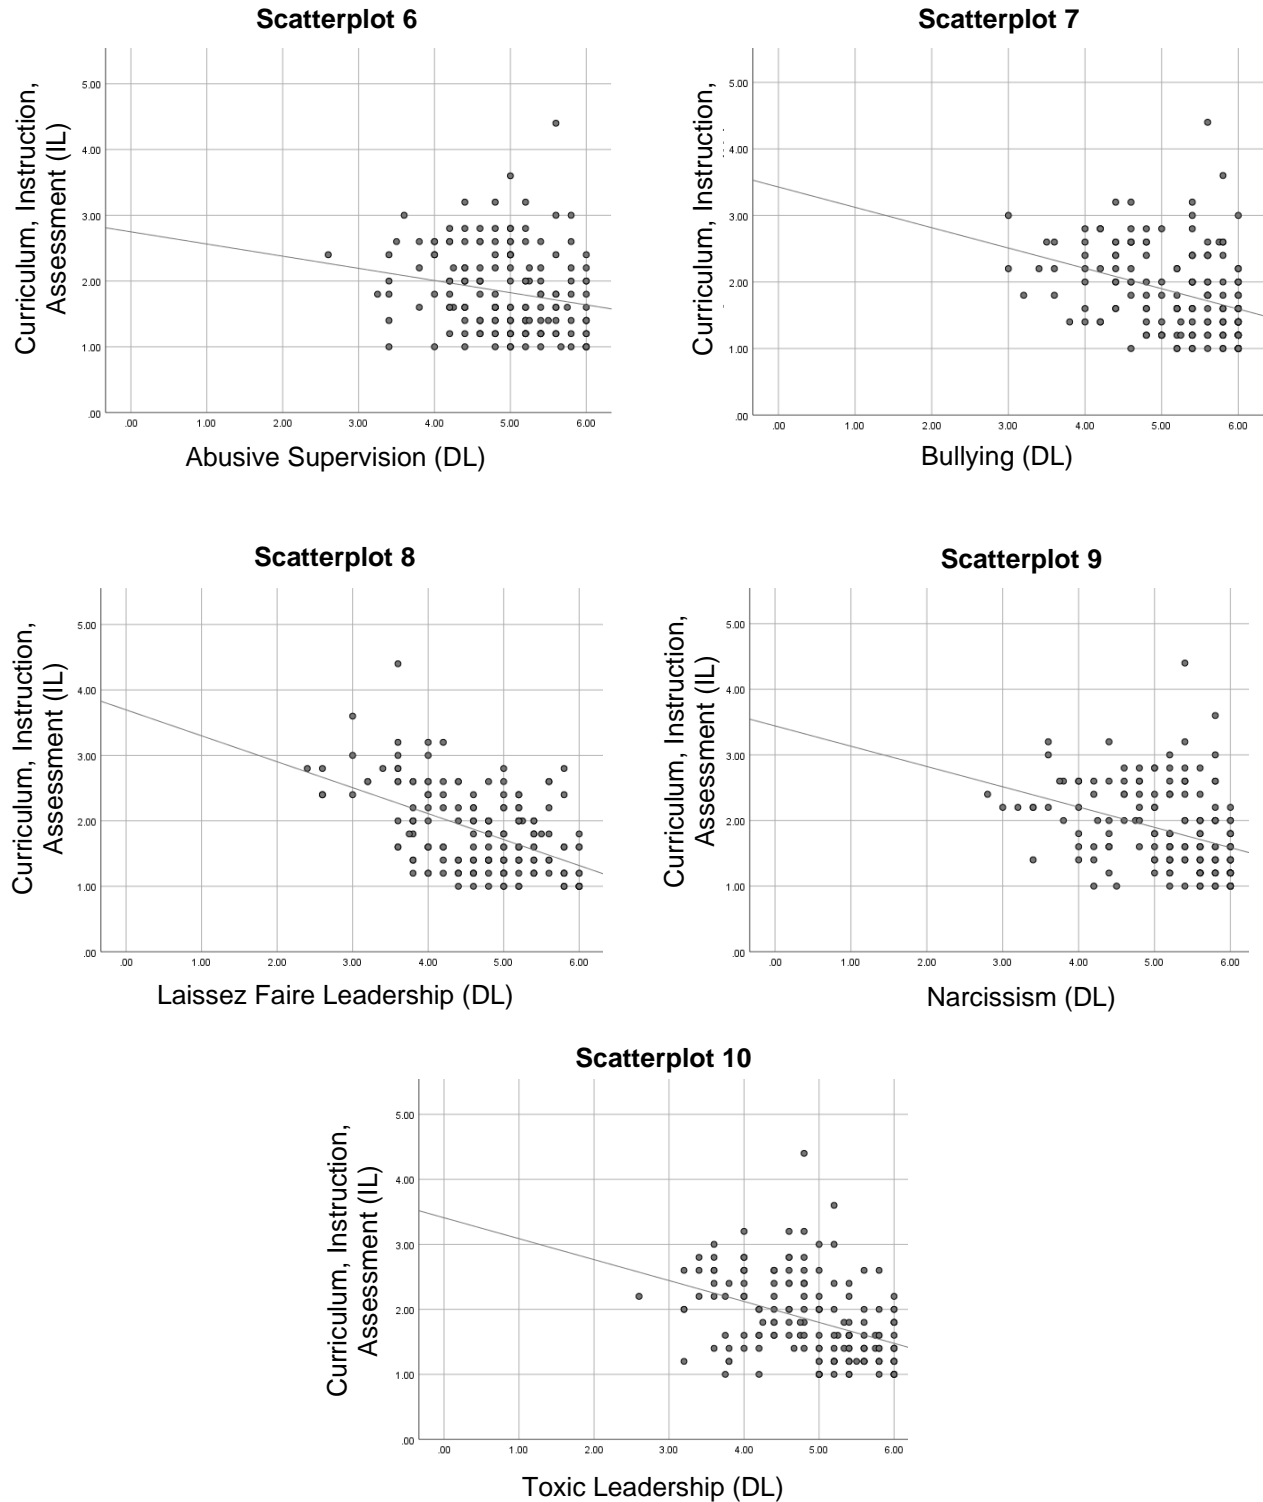 Scatterplot 6
Curriculum, Instruction,
Assessment (IL)
5.00
4.00
3.00
2.00
1.00
.00
.00 1.00 2.00 3.00 4.00 5.00 6.00
Abusive Supervision (DL)
Scatterplot 7
Curriculum, Instruction,
5.00
4.00
3.00
2.00
1.00
.00
.00 1.00 2.00 3.00 4.00 5.00 6.00
Bullying (DL)
Scatterplot 8
Curriculum, Instruction,
Assessment (IL)
5.00
4.00
3.00
2.00
1.00
.00
.00 1.00 2.00 3.00 4.00 5.00 6.00
Laissez Faire Leadership (DL)
Scatterplot 9
Curriculum, Instruction,
Assessment (IL)
5.00
4.00
3.00
2.00
1.00
.00
.00 1.00 2.00 3.00 4.00 5.00 6.00
Narcissism (DL)
Scatterplot 10
Curriculum, Instruction,
Assessment (IL)
5.00
4.00
3.00
2.00
1.00
.00
.00 1.00 2.00 3.00 4.00 5.00 6.00
Toxic Leadership (DL)